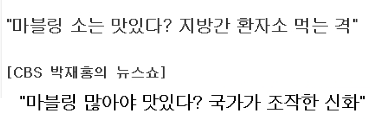 "마블링 소는 맛있다? 지방간 환자소 먹는 격"
[CBS 박재홍의 뉴스쇼]
"마블링 많아야 맛있다? 국가가 조작한 신화"